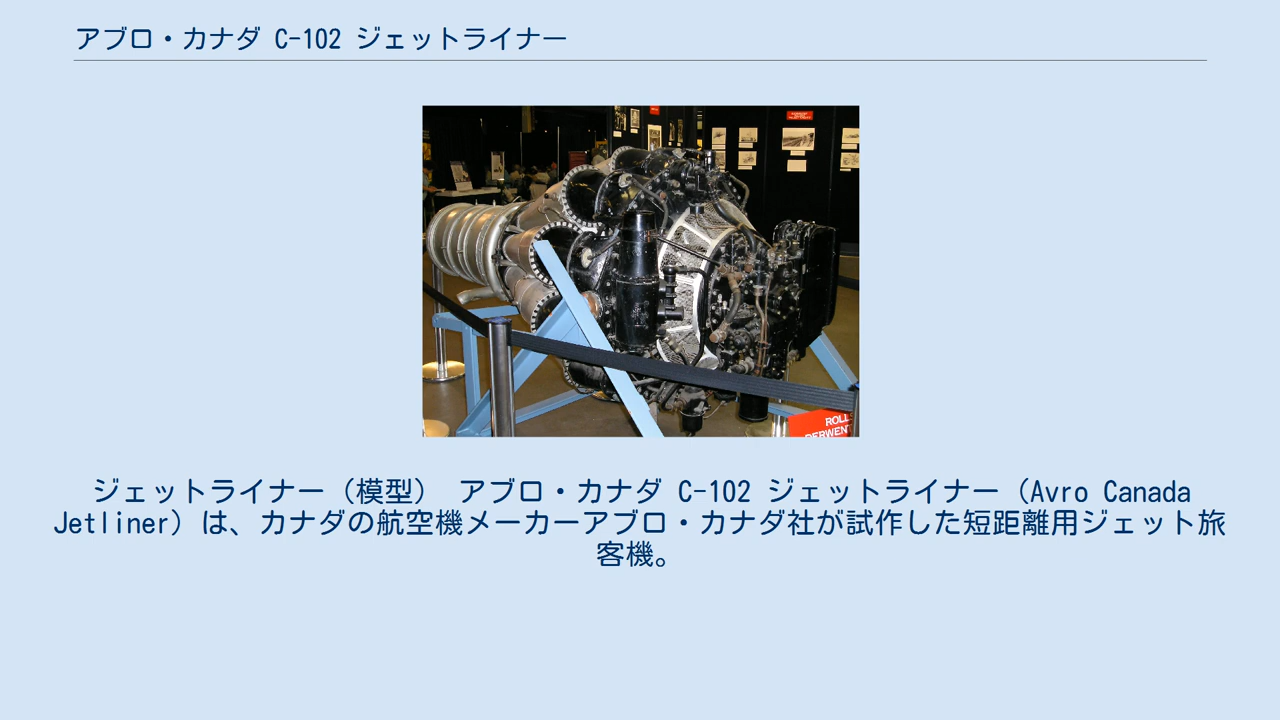 アブロ・カナダ C-102 ジェットライナー
ROLLS
DERWENT
ジェットライナー（模型） アブロ・カナダ C-102 ジェットライナー（Avro Canada
Jetliner）は、カナダの航空機メーカーアブロ・カナダ社が試作した短距離用ジェット旅
客機。